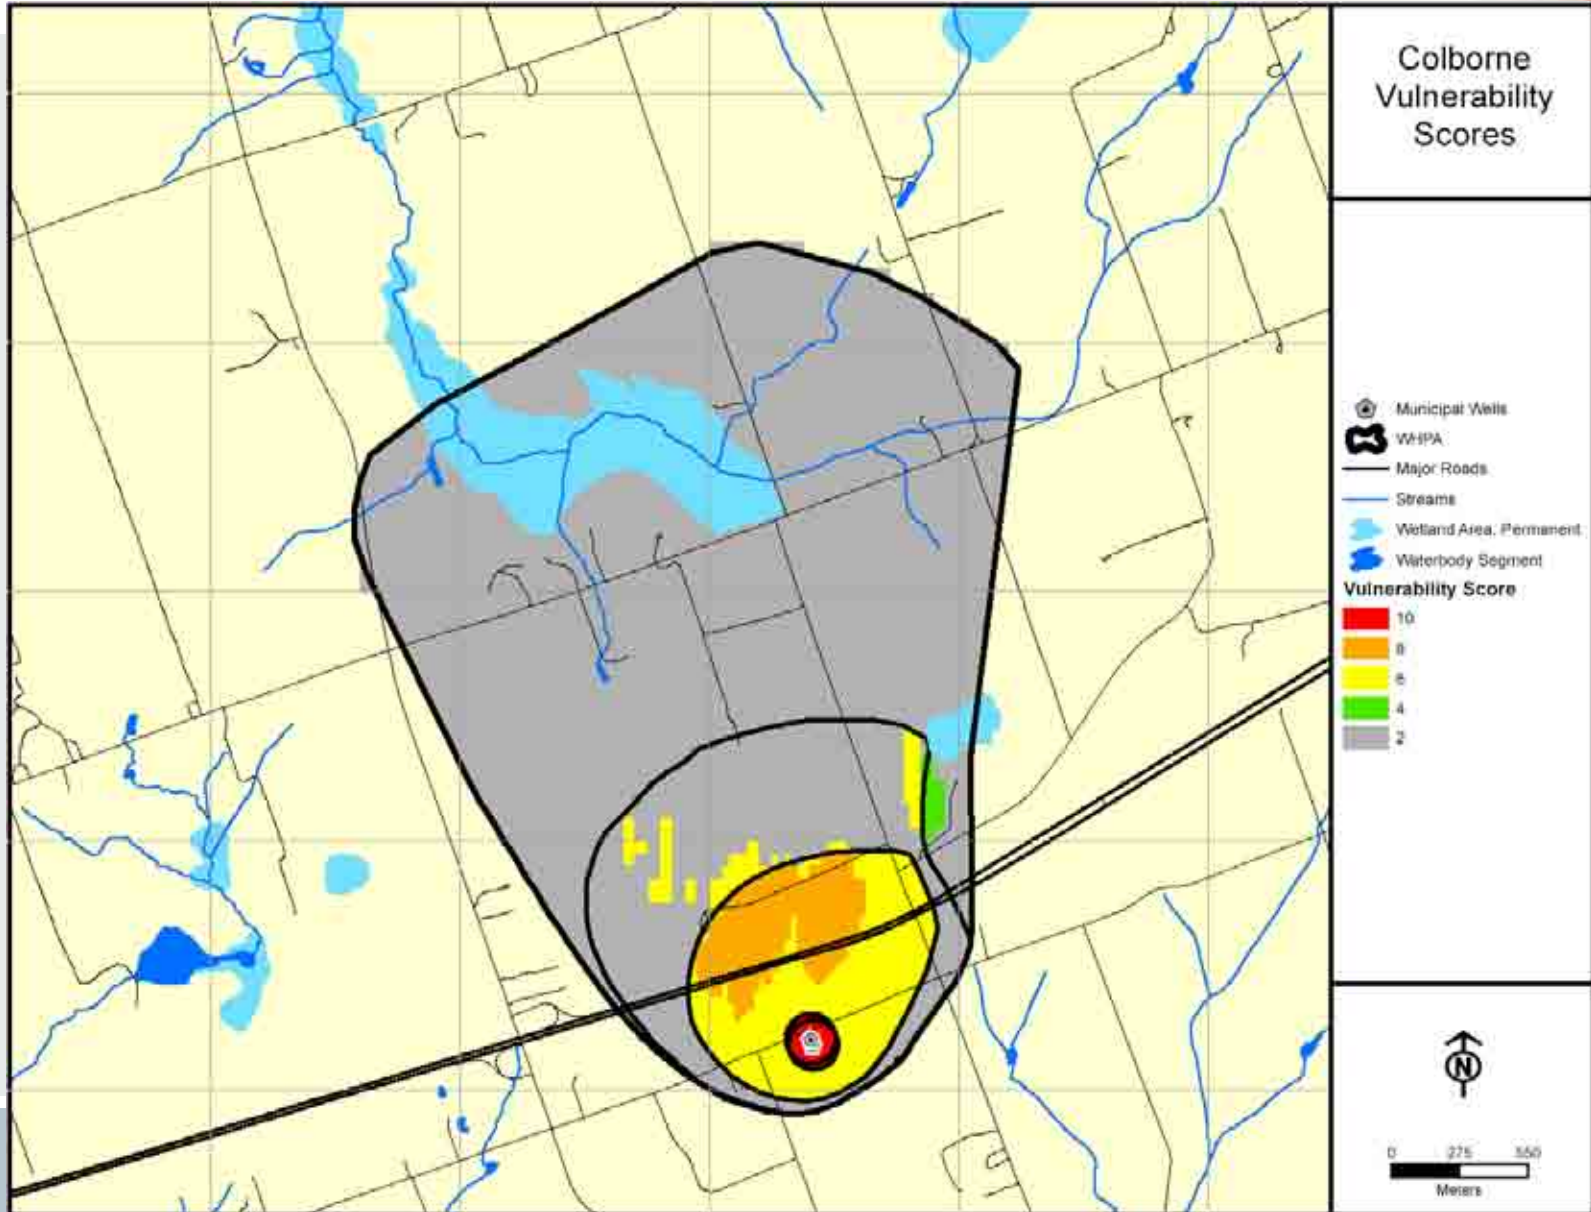 Colborne
Vulnerability
Scores
Municipal Wells
WHPA
Major Roads
Streams
Wetland Area, Permanent
Waterbody Segment
Vulnerability Score
10
8
6
4
2
N
0 275 550
Meters